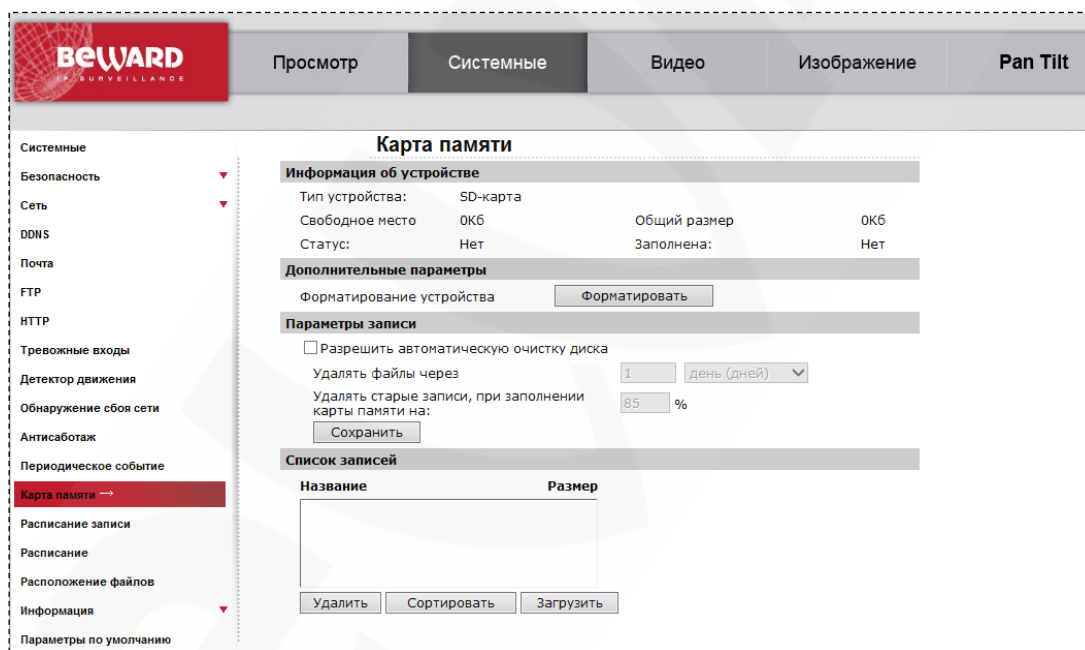 BEWARD
IP SURVEILLANCE
Просмотр
Системные
Видео
Изображение
Pan Tilt
Системные
Безопасность
Сеть
DDNS
Почта
FTP
HTTP
Тревожные входы
Детектор движения
Обнаружение сбоя сети
Антисаботаж
Периодическое событие
Карта памяти →
Расписание записи
Расписание
Расположение файлов
Информация
Параметры по умолчанию
Карта памяти
Информация об устройстве
Тип устройства: SD-карта
Свободное место 0Кб Общий размер 0Кб
Статус: Нет Заполнена: Нет
Дополнительные параметры
Форматирование устройства Форматировать
Параметры записи
Разрешить автоматическую очистку диска
Удалять файлы через 1 день (дней)
Удалять старые записи, при заполнении
карты памяти на: 85 %
Сохранить
Список записей
Название Размер
Удалить Сортировать Загрузить